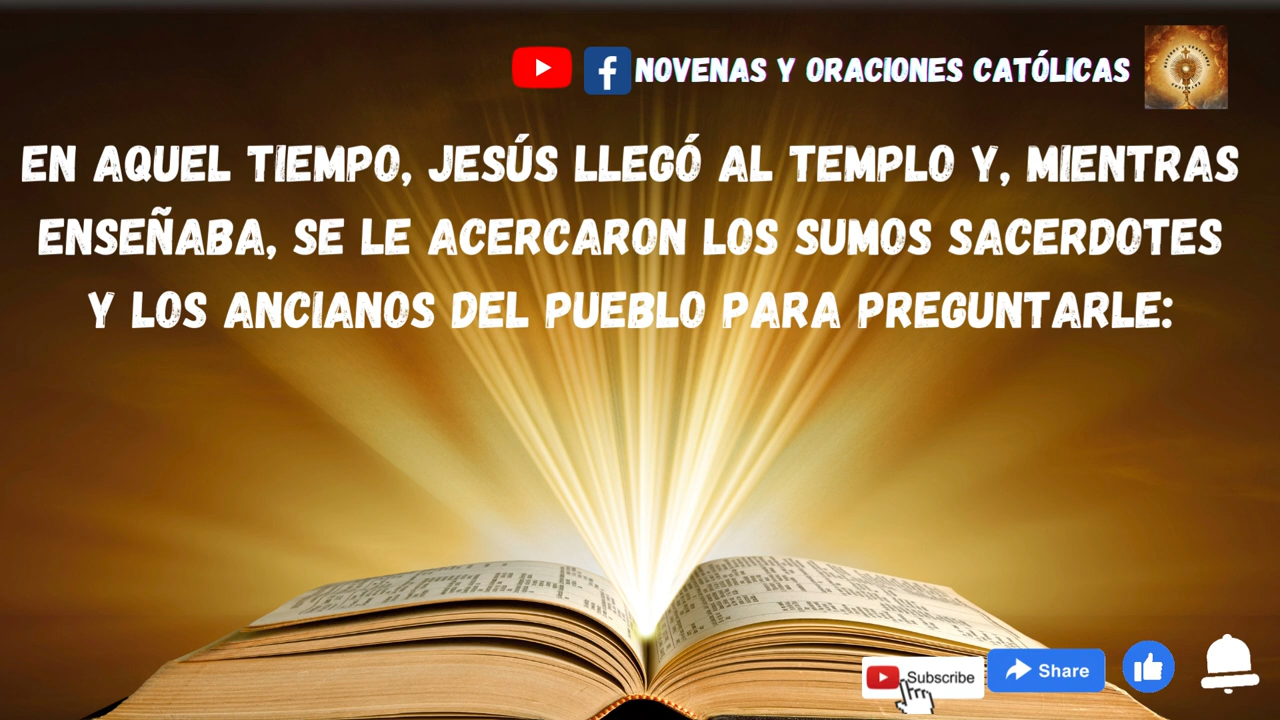 NOVENAS Y ORACIONES CATÓLICAS
EN AQUEL TIEMPO, JESÚS LLEGÓ AL TEMPLO Y, MIENTRAS
ENSEÑABA, SE LE ACERCARON LOS SUMOS SACERDOTES
Y LOS ANCIANOS DEL PUEBLO PARA PREGUNTARLE:
Subscribe
Share